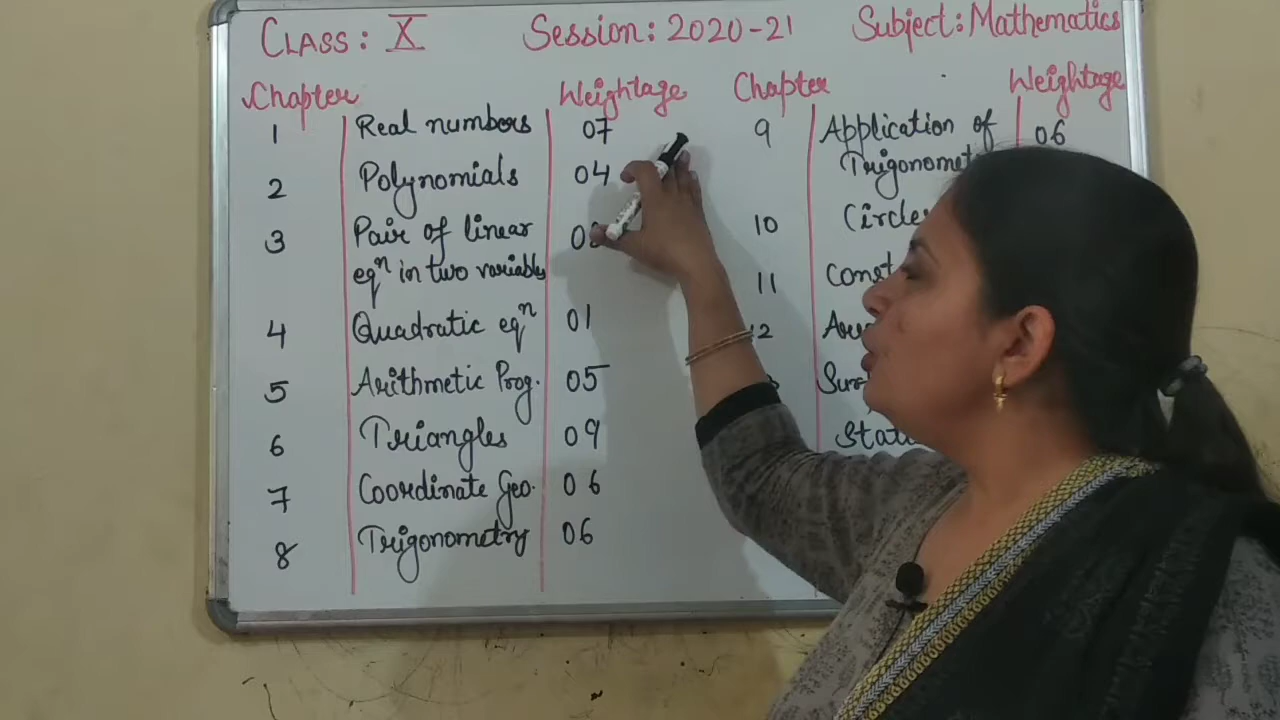 CLASS: X Session: 2020-21 Subject: Mathematics
Chapter Weightage Chapter Weightage
1 Real numbers 07
2 Polynomials 04
3 Pair of linear
eqⁿ in two variables
4 Quadratic eqⁿ 01
5 Arithmetic Prog. 05
6 Triangles 09
7 Coordinate Geo. 06
8 Trigonometry 06
9 Application of 06
10
11
12